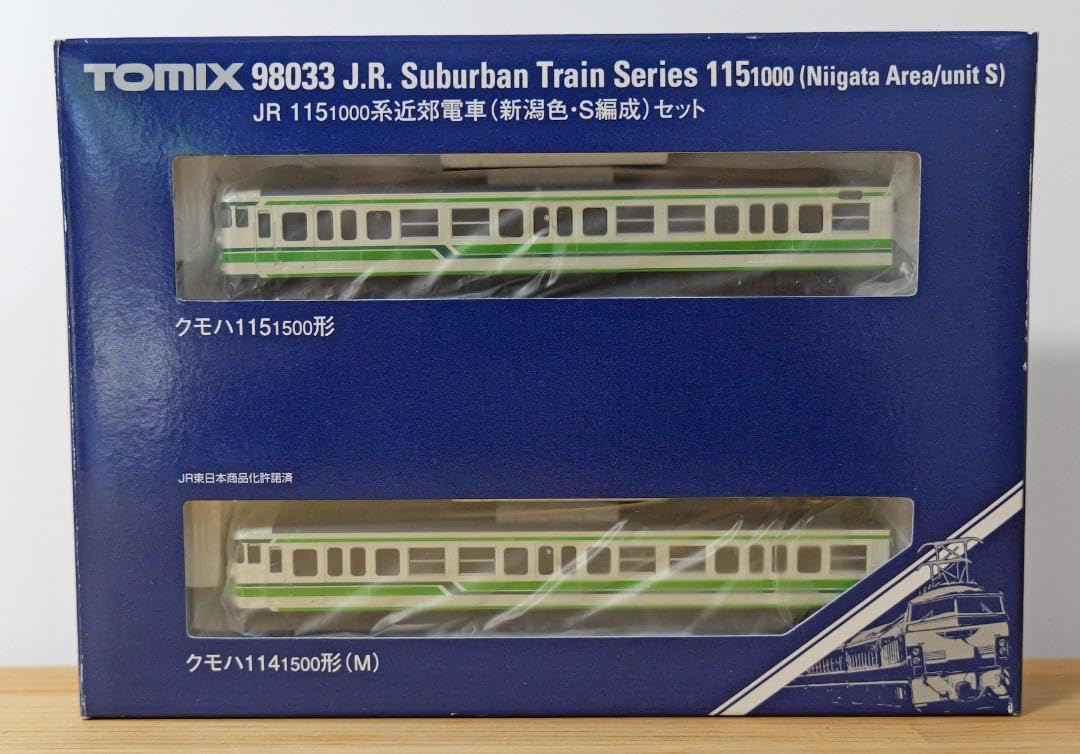 TOMIX 98033 J.R. Suburban Train Series 1151000 (Niigata Area/unit S)
JR 1151000系近郊電車(新潟色・S編成)セット
クモハ1151500形
JR東日本商品化許諾済
クモハ1141500形(M)